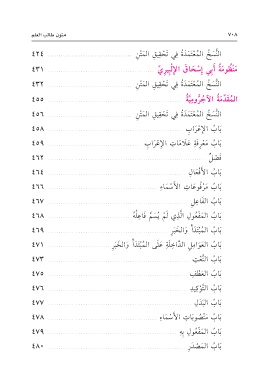 ٧٠٨ متون طالب العلم
النُّسَخُ المُعْتَمَدَةُ فِي تَحْقِيقِ المَتْنِ ٤٢٤
مَنْظُومَةُ أَبِي إِسْحَاقَ الإِلْبِيرِيِّ ٤٣١
النُّسَخُ المُعْتَمَدَةُ فِي تَحْقِيقِ المَتْنِ ٤٣٢
المُقَدِّمَةُ الآجُرُّومِيَّةُ ٤٥٥
النُّسَخُ المُعْتَمَدَةُ فِي تَحْقِيقِ المَتْنِ ٤٥٦
بَابُ الإِعْرَابِ ٤٥٨
بَابُ مَعْرِفَةِ عَلَامَاتِ الإِعْرَابِ ٤٥٩
فَصْلٌ ٤٦٢
بَابُ الأَفْعَالِ ٤٦٤
بَابُ مَرْفُوعَاتِ الأَسْمَاءِ ٤٦٦
بَابُ الفَاعِلِ ٤٦٧
بَابُ المَفْعُولِ الَّذِي لَمْ يُسَمَّ فَاعِلُهُ ٤٦٨
بَابُ المُبْتَدَأِ وَالخَبَرِ ٤٦٩
بَابُ العَوَامِلِ الدَّاخِلَةِ عَلَى المُبْتَدَأِ وَالخَبَرِ ٤٧١
بَابُ النَّعْتِ ٤٧٣
بَابُ العَطْفِ ٤٧٥
بَابُ التَّوْكِيدِ ٤٧٦
بَابُ البَدَلِ ٤٧٧
بَابُ مَنْصُوبَاتِ الأَسْمَاءِ ٤٧٨
بَابُ المَفْعُولِ بِهِ ٤٧٩
بَابُ المَصْدَرِ ٤٨٠